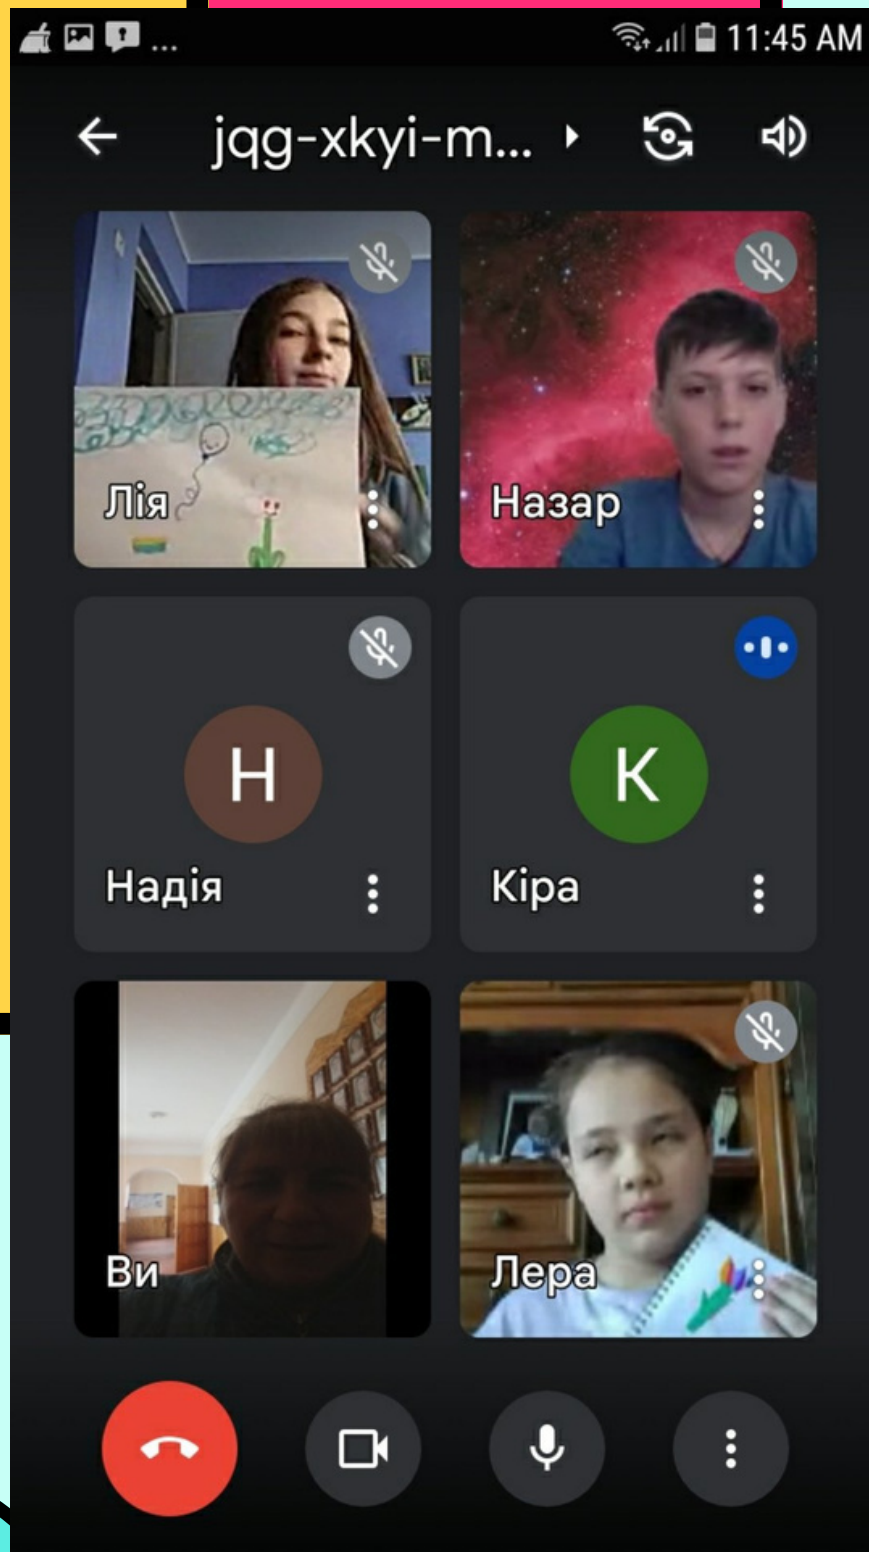 ... 11:45 AM
jqg-xkyi-m...
Лія
Назар
Н
К
Надія
Кіра
Ви
Лера